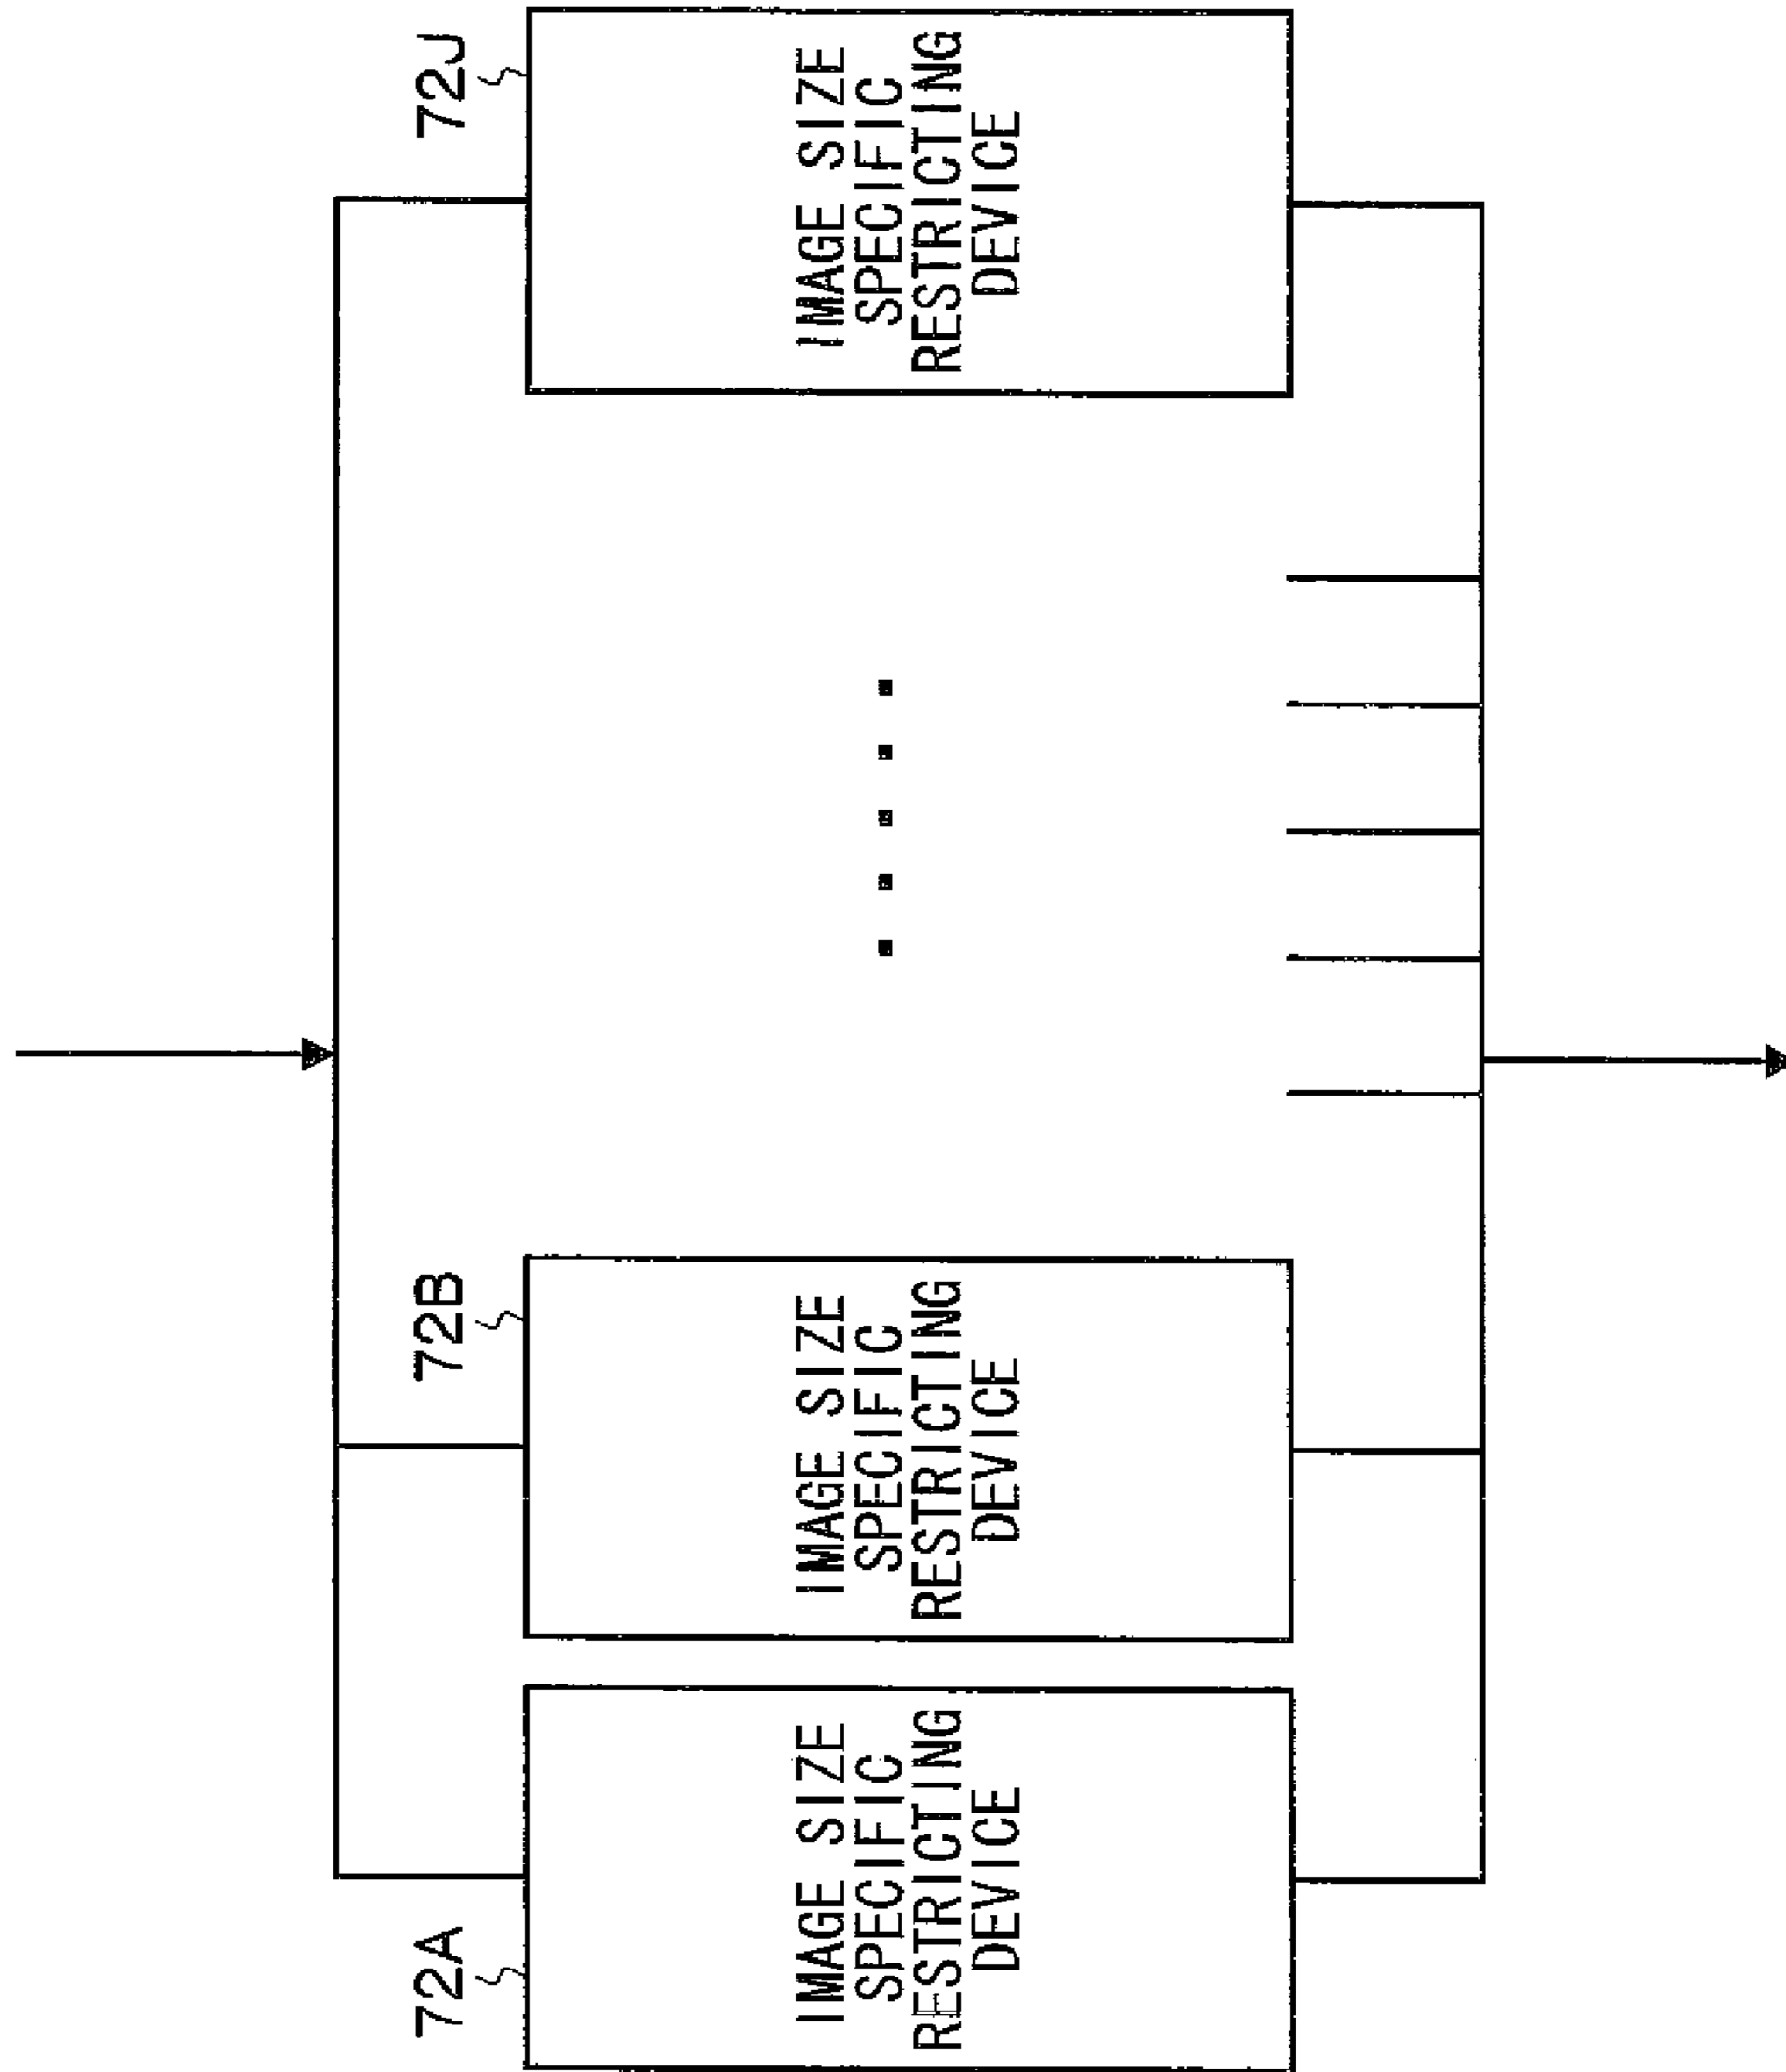 72A
IMAGE SIZE
SPECIFIC
RESTRICTING
DEVICE
72B
IMAGE SIZE
SPECIFIC
RESTRICTING
DEVICE
72J
IMAGE SIZE
SPECIFIC
RESTRICTING
DEVICE